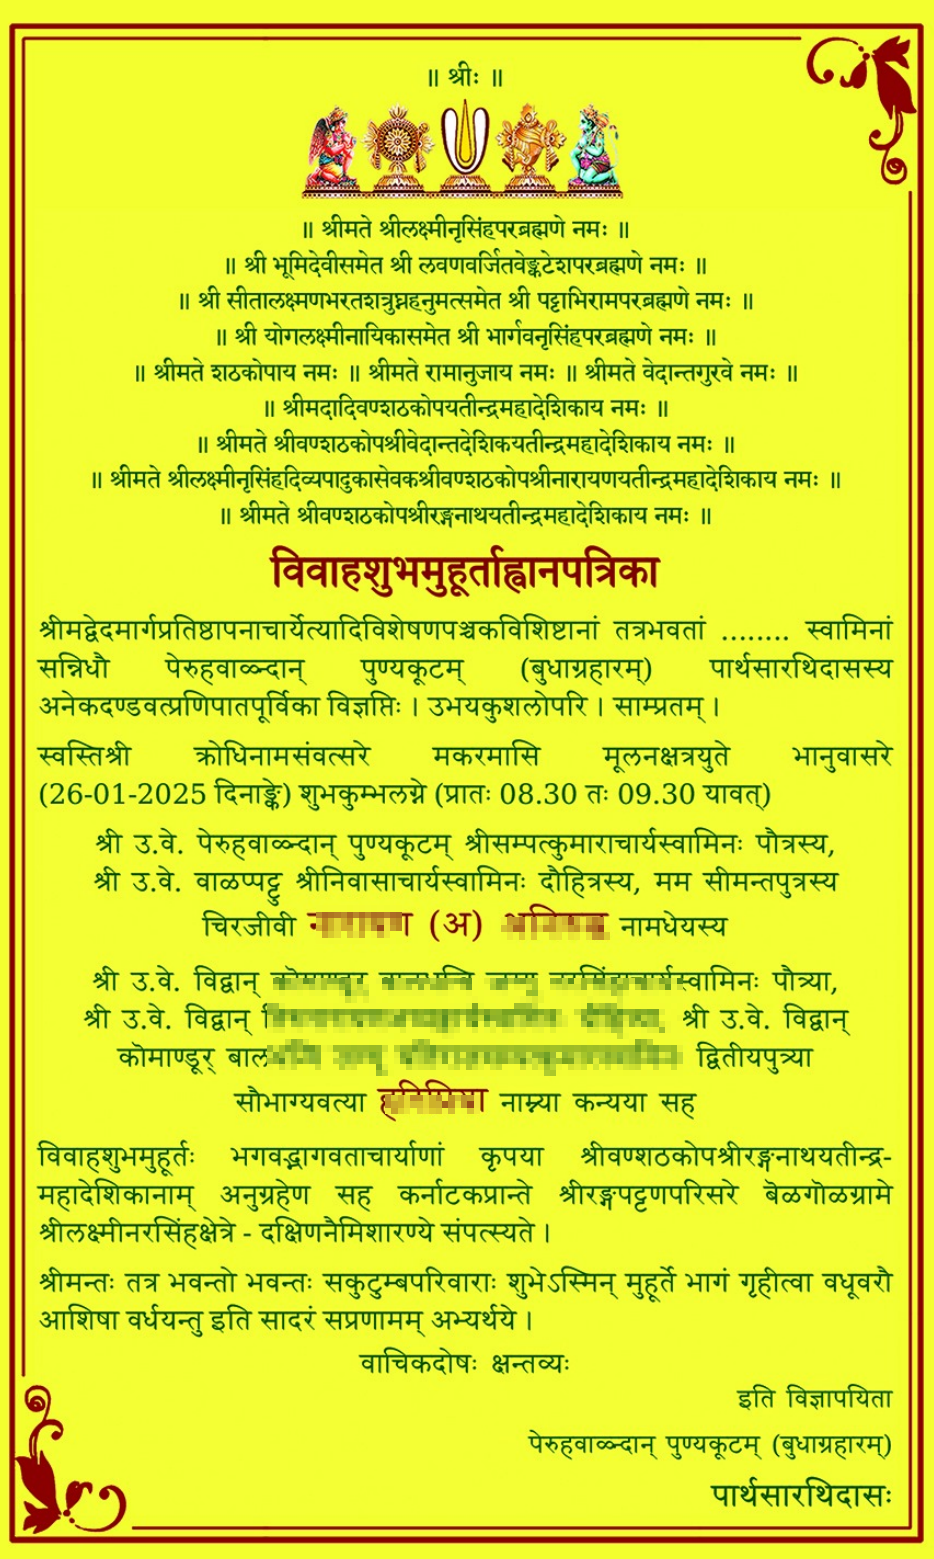 ॥ श्रीः ॥
॥ श्रीमते श्रीलक्ष्मीनृसिंहपरब्रह्मणे नमः ॥
॥ श्री भूमिदेवीसमेत श्री लवणवर्जितवेङ्कटेशपरब्रह्मणे नमः ॥
॥ श्री सीतालक्ष्मणभरतशत्रुघ्नहनुमत्समेत श्री पट्टाभिरामपरब्रह्मणे नमः ॥
॥ श्री योगलक्ष्मीनायिकासमेत श्री भार्गवनृसिंहपरब्रह्मणे नमः ॥
॥ श्रीमते शठकोपाय नमः ॥ श्रीमते रामानुजाय नमः ॥ श्रीमते वेदान्तगुरवे नमः ॥
॥ श्रीमदादिवण्शठकोपयतीन्द्रमहादेशिकाय नमः ॥
॥ श्रीमते श्रीवण्शठकोपश्रीवेदान्तदेशिकयतीन्द्रमहादेशिकाय नमः ॥
॥ श्रीमते श्रीलक्ष्मीनृसिंहदिव्यपादुकासेवकश्रीवण्शठकोपश्रीनारायणयतीन्द्रमहादेशिकाय नमः ॥
॥ श्रीमते श्रीवण्शठकोपश्रीरङ्गनाथयतीन्द्रमहादेशिकाय नमः ॥
विवाहशुभमुहूर्ताह्वानपत्रिका
श्रीमद्वेदमार्गप्रतिष्ठापनाचार्येत्यादिविशेषणपञ्चकविशिष्टानां तत्रभवतां ........ स्वामिनां
सन्निधौ पेरुहवाळ्न्दान् पुण्यकूटम् (बुधाग्रहारम्) पार्थसारथिदासस्य
अनेकदण्डवत्प्रणिपातपूर्विका विज्ञप्तिः । उभयकुशलोपरि । साम्प्रतम् ।
स्वस्तिश्री क्रोधिनामसंवत्सरे मकरमासि मूलनक्षत्रयुते भानुवासरे
(26-01-2025 दिनाङ्के) शुभकुम्भलग्ने (प्रातः 08.30 तः 09.30 यावत्)
श्री उ.वे. पेरुहवाळ्न्दान् पुण्यकूटम् श्रीसम्पत्कुमाराचार्यस्वामिनः पौत्रस्य,
श्री उ.वे. वाळप्पट्टु श्रीनिवासाचार्यस्वामिनः दौहित्रस्य, मम सीमन्तपुत्रस्य
चिरजीवी (अ) नामधेयस्य
श्री उ.वे. विद्वान् स्वामिनः पौत्र्या,
श्री उ.वे. विद्वान् श्री उ.वे. विद्वान्
कॊमाण्डूर् द्वितीयपुत्र्या
सौभाग्यवत्या नाम्न्या कन्यया सह
विवाहशुभमुहूर्तः भगवद्भागवताचार्याणां कृपया श्रीवण्शठकोपश्रीरङ्गनाथयतीन्द्र-
महादेशिकानाम् अनुग्रहेण सह कर्नाटकप्रान्ते श्रीरङ्गपट्टणपरिसरे बॆळगॊळग्रामे
श्रीलक्ष्मीनरसिंहक्षेत्रे - दक्षिणनैमिशारण्ये संपत्स्यते ।
श्रीमन्तः तत्र भवन्तो भवन्तः सकुटुम्बपरिवाराः शुभेऽस्मिन् मुहूर्ते भागं गृहीत्वा वधूवरौ
आशिषा वर्धयन्तु इति सादरं सप्रणामम् अभ्यर्थये ।
वाचिकदोषः क्षन्तव्यः
इति विज्ञापयिता
पेरुहवाळ्न्दान् पुण्यकूटम् (बुधाग्रहारम्)
पार्थसारथिदासः